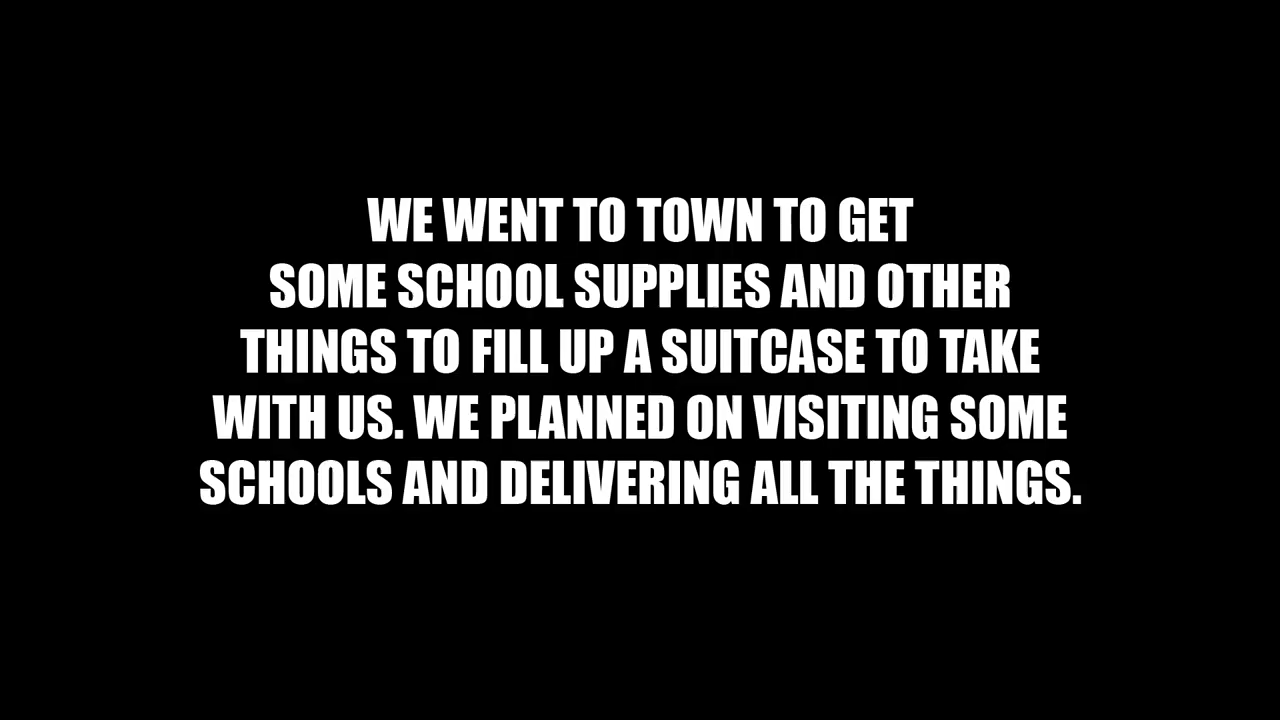 WE WENT TO TOWN TO GET
SOME SCHOOL SUPPLIES AND OTHER
THINGS TO FILL UP A SUITCASE TO TAKE
WITH US. WE PLANNED ON VISITING SOME
SCHOOLS AND DELIVERING ALL THE THINGS.